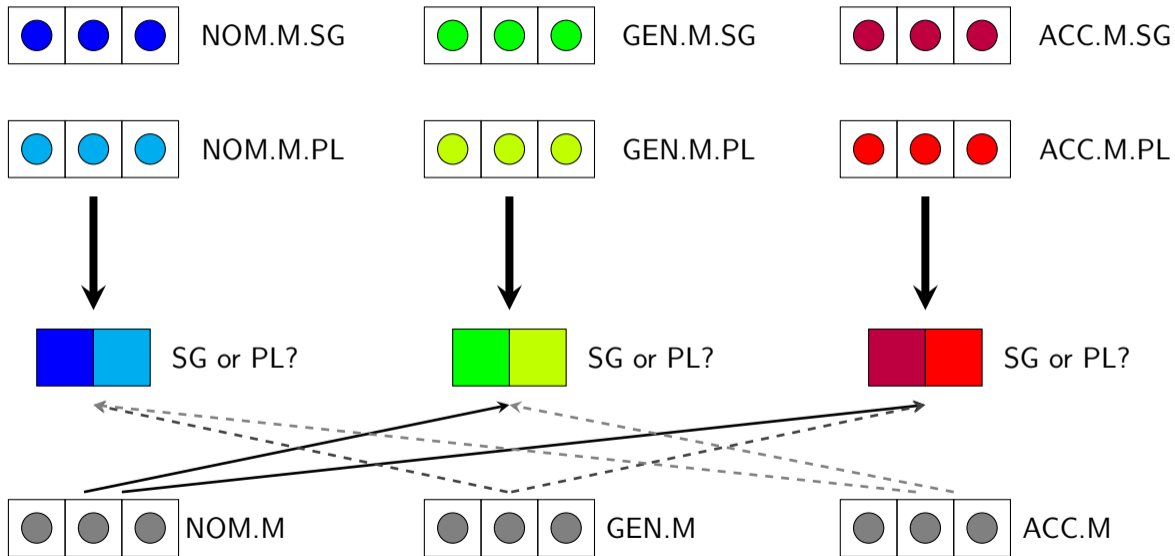 NOM.M.SG GEN.M.SG ACC.M.SG
NOM.M.PL GEN.M.PL ACC.M.PL
SG or PL? SG or PL? SG or PL?
NOM.M GEN.M ACC.M